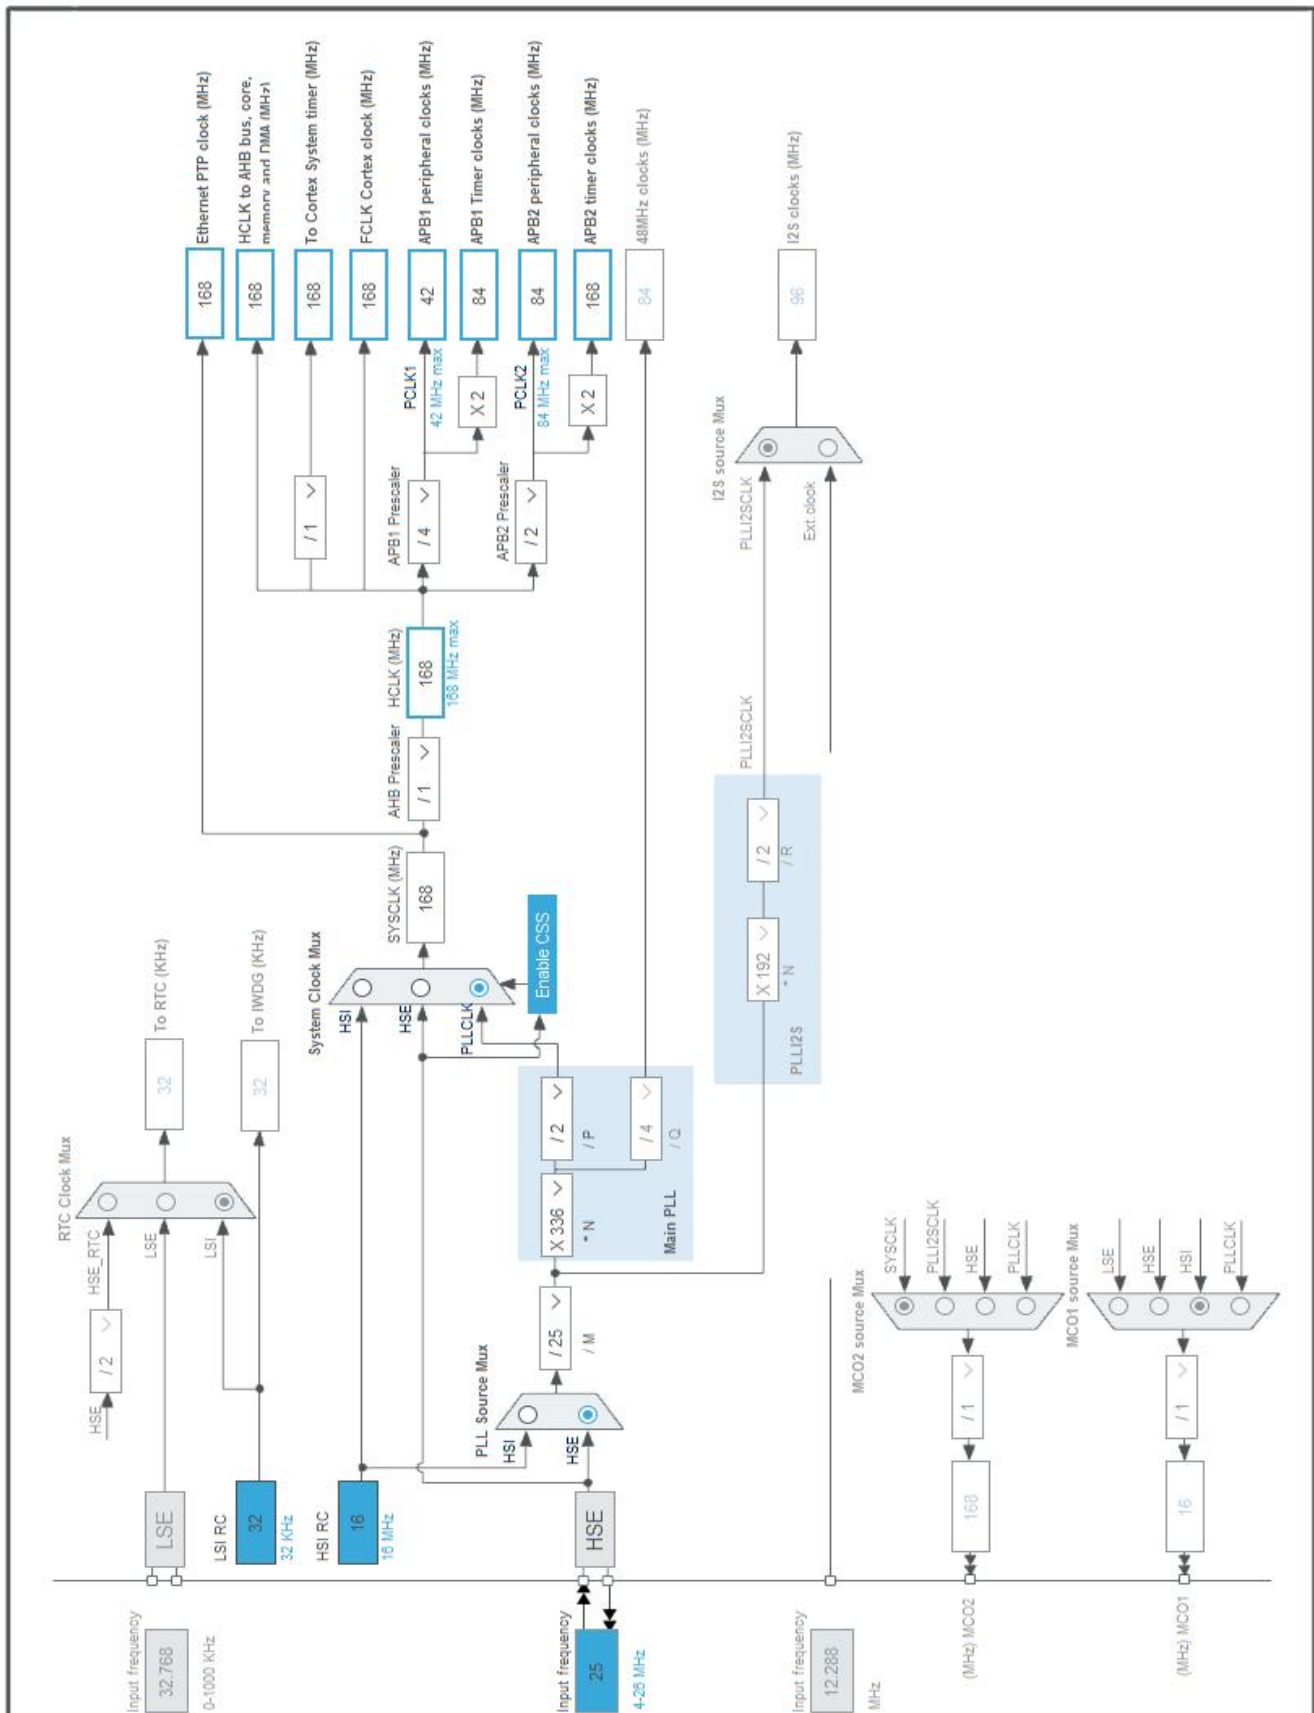 Input frequency
32.768
0-1000 KHz
LSE
LSI RC
32
32 KHz
HSI RC
16
16 MHz
HSE
/ 2
HSE_RTC
LSE
LSI
RTC Clock Mux
32
To RTC (KHz)
32
To IWDG (KHz)
Input frequency
25
4-26 MHz
HSE
PLL Source Mux
HSI
HSE
/ 25
/ M
X 336
* N
/ 2
/ P
/ 4
/ Q
Main PLL
System Clock Mux
HSI
HSE
PLLCLK
Enable CSS
SYSCLK (MHz)
168
AHB Prescaler
/ 1
HCLK (MHz)
168
168 MHz max
/ 1
APB1 Prescaler
/ 4
APB2 Prescaler
/ 2
PCLK1
42 MHz max
X 2
PCLK2
84 MHz max
X 2
168
Ethernet PTP clock (MHz)
168
HCLK to AHB bus, core,
memory and DMA (MHz)
168
To Cortex System timer (MHz)
168
FCLK Cortex clock (MHz)
42
APB1 peripheral clocks (MHz)
84
APB1 Timer clocks (MHz)
84
APB2 peripheral clocks (MHz)
168
APB2 timer clocks (MHz)
84
48MHz clocks (MHz)
PLLI2S
X 192
* N
/ 2
/ R
PLLI2SCLK
PLLI2SCLK
I2S source Mux
Ext.clock
96
I2S clocks (MHz)
Input frequency
12.288
MHz
(MHz) MCO2
168
/ 1
MCO2 source Mux
SYSCLK
PLLI2SCLK
HSE
PLLCLK
(MHz) MCO1
16
/ 1
MCO1 source Mux
LSE
HSE
HSI
PLLCLK